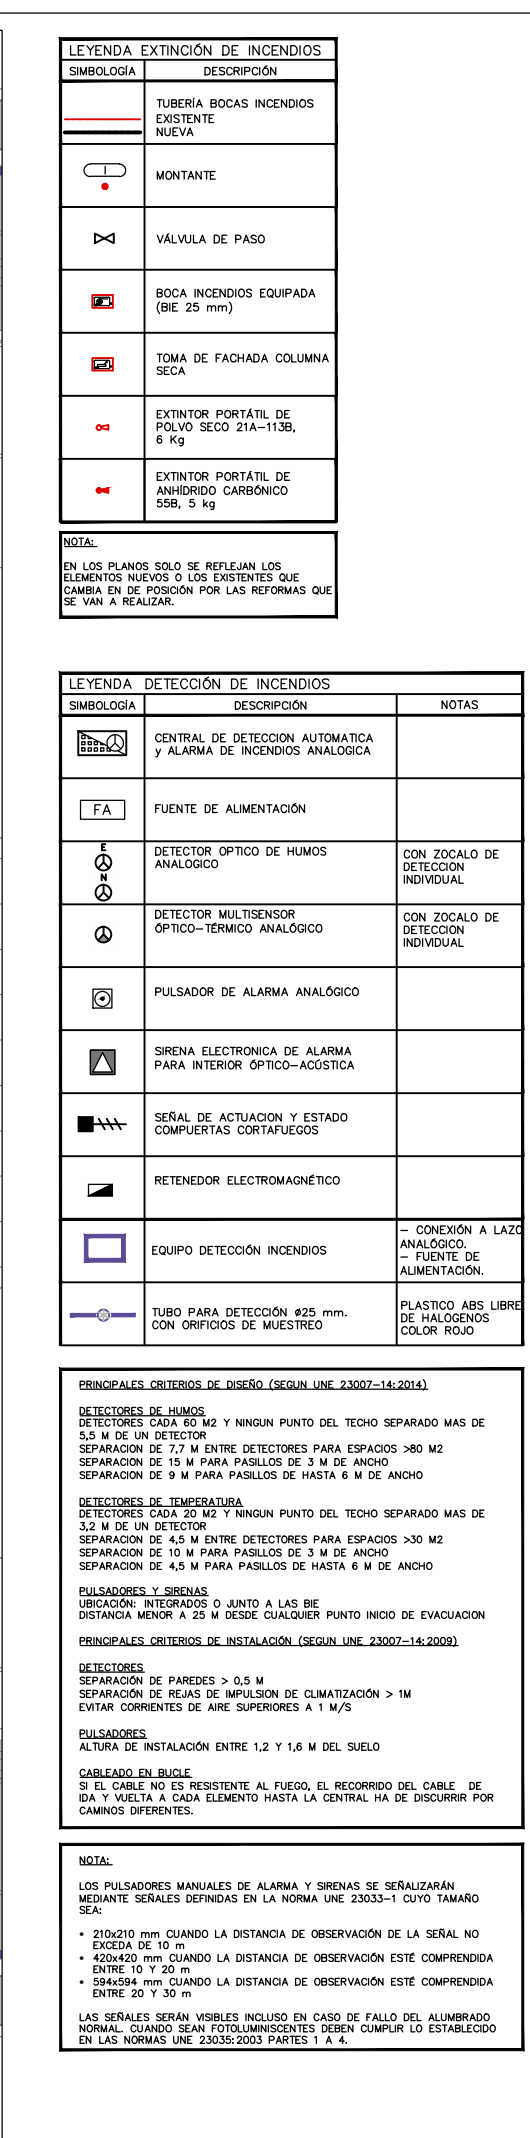 LEYENDA EXTINCIÓN DE INCENDIOS
SIMBOLOGÍA DESCRIPCIÓN
TUBERÍA BOCAS INCENDIOS
EXISTENTE
NUEVA
MONTANTE
VÁLVULA DE PASO
BOCA INCENDIOS EQUIPADA
(BIE 25 mm)
TOMA DE FACHADA COLUMNA
SECA
EXTINTOR PORTÁTIL DE
POLVO SECO 21A-113B,
6 Kg
EXTINTOR PORTÁTIL DE
ANHÍDRIDO CARBÓNICO
55B, 5 kg
NOTA:
EN LOS PLANOS SOLO SE REFLEJAN LOS
ELEMENTOS NUEVOS O LOS EXISTENTES QUE
CAMBIA EN DE POSICIÓN POR LAS REFORMAS QUE
SE VAN A REALIZAR.
LEYENDA DETECCIÓN DE INCENDIOS
SIMBOLOGÍA DESCRIPCIÓN NOTAS
CENTRAL DE DETECCION AUTOMATICA
y ALARMA DE INCENDIOS ANALOGICA
FA FUENTE DE ALIMENTACIÓN
E
N
DETECTOR OPTICO DE HUMOS
ANALOGICO
CON ZOCALO DE
DETECCION
INDIVIDUAL
DETECTOR MULTISENSOR
ÓPTICO-TÉRMICO ANALÓGICO
CON ZOCALO DE
DETECCION
INDIVIDUAL
PULSADOR DE ALARMA ANALÓGICO
SIRENA ELECTRONICA DE ALARMA
PARA INTERIOR ÓPTICO-ACÚSTICA
SEÑAL DE ACTUACION Y ESTADO
COMPUERTAS CORTAFUEGOS
RETENEDOR ELECTROMAGNÉTICO
EQUIPO DETECCIÓN INCENDIOS
- CONEXIÓN A LAZO
ANALÓGICO.
- FUENTE DE
ALIMENTACIÓN.
TUBO PARA DETECCIÓN ø25 mm.
CON ORIFICIOS DE MUESTREO
PLASTICO ABS LIBRE
DE HALOGENOS
COLOR ROJO
PRINCIPALES CRITERIOS DE DISEÑO (SEGUN UNE 23007-14:2014)
DETECTORES DE HUMOS
DETECTORES CADA 60 M2 Y NINGUN PUNTO DEL TECHO SEPARADO MAS DE
5,5 M DE UN DETECTOR
SEPARACION DE 7,7 M ENTRE DETECTORES PARA ESPACIOS >80 M2
SEPARACION DE 15 M PARA PASILLOS DE 3 M DE ANCHO
SEPARACION DE 9 M PARA PASILLOS DE HASTA 6 M DE ANCHO
DETECTORES DE TEMPERATURA
DETECTORES CADA 20 M2 Y NINGUN PUNTO DEL TECHO SEPARADO MAS DE
3,2 M DE UN DETECTOR
SEPARACION DE 4,5 M ENTRE DETECTORES PARA ESPACIOS >30 M2
SEPARACION DE 10 M PARA PASILLOS DE 3 M DE ANCHO
SEPARACION DE 4,5 M PARA PASILLOS DE HASTA 6 M DE ANCHO
PULSADORES Y SIRENAS
UBICACIÓN: INTEGRADOS O JUNTO A LAS BIE
DISTANCIA MENOR A 25 M DESDE CUALQUIER PUNTO INICIO DE EVACUACION
PRINCIPALES CRITERIOS DE INSTALACIÓN (SEGUN UNE 23007-14:2009)
DETECTORES
SEPARACIÓN DE PAREDES > 0,5 M
SEPARACIÓN DE REJAS DE IMPULSION DE CLIMATIZACIÓN > 1M
EVITAR CORRIENTES DE AIRE SUPERIORES A 1 M/S
PULSADORES
ALTURA DE INSTALACIÓN ENTRE 1,2 Y 1,6 M DEL SUELO
CABLEADO EN BUCLE
SI EL CABLE NO ES RESISTENTE AL FUEGO, EL RECORRIDO DEL CABLE DE
IDA Y VUELTA A CADA ELEMENTO HASTA LA CENTRAL HA DE DISCURRIR POR
CAMINOS DIFERENTES.
NOTA:
LOS PULSADORES MANUALES DE ALARMA Y SIRENAS SE SEÑALIZARÁN
MEDIANTE SEÑALES DEFINIDAS EN LA NORMA UNE 23033-1 CUYO TAMAÑO
SEA:
• 210x210 mm CUANDO LA DISTANCIA DE OBSERVACIÓN DE LA SEÑAL NO
EXCEDA DE 10 m
• 420x420 mm CUANDO LA DISTANCIA DE OBSERVACIÓN ESTÉ COMPRENDIDA
ENTRE 10 Y 20 m
• 594x594 mm CUANDO LA DISTANCIA DE OBSERVACIÓN ESTÉ COMPRENDIDA
ENTRE 20 Y 30 m
LAS SEÑALES SERÁN VISIBLES INCLUSO EN CASO DE FALLO DEL ALUMBRADO
NORMAL. CUANDO SEAN FOTOLUMINISCENTES DEBEN CUMPLIR LO ESTABLECIDO
EN LAS NORMAS UNE 23035:2003 PARTES 1 A 4.